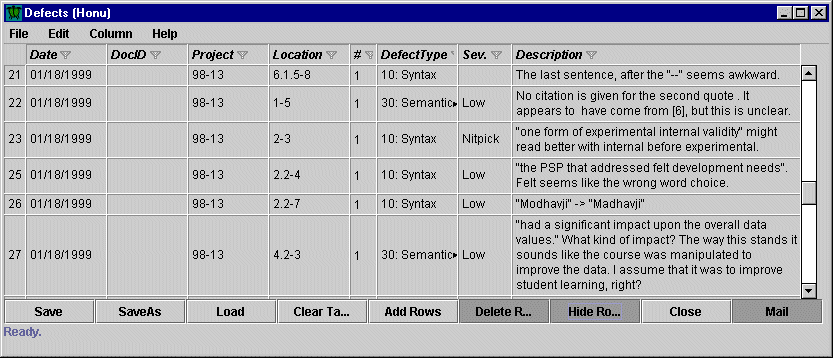 Defects (Honu)
File Edit Column Help
Date DocID Project Location # DefectType Sev. Description
21 01/18/1999 98-13 6.1.5-8 1 10: Syntax The last sentence, after the "--" seems awkward.
22 01/18/1999 98-13 1-5 1 30: Semantic Low No citation is given for the second quote . It
appears to have come from [6], but this is unclear.
23 01/18/1999 98-13 2-3 1 10: Syntax Nitpick "one form of experimental internal validity" might
read better with internal before experimental.
25 01/18/1999 98-13 2.2-4 1 10: Syntax Low "the PSP that addressed felt development needs".
Felt seems like the wrong word choice.
26 01/18/1999 98-13 2.2-7 1 10: Syntax Low "Modhavji" -> "Madhavji"
27 01/18/1999 98-13 4.2-3 1 30: Semantic Low "had a significant impact upon the overall data
values." What kind of impact? The way this stands it
sounds like the course was manipulated to
improve the data. I assume that it was to improve
student learning, right?
Save SaveAs Load Clear Ta... Add Rows Delete R... Hide Ro... Close Mail
Ready.